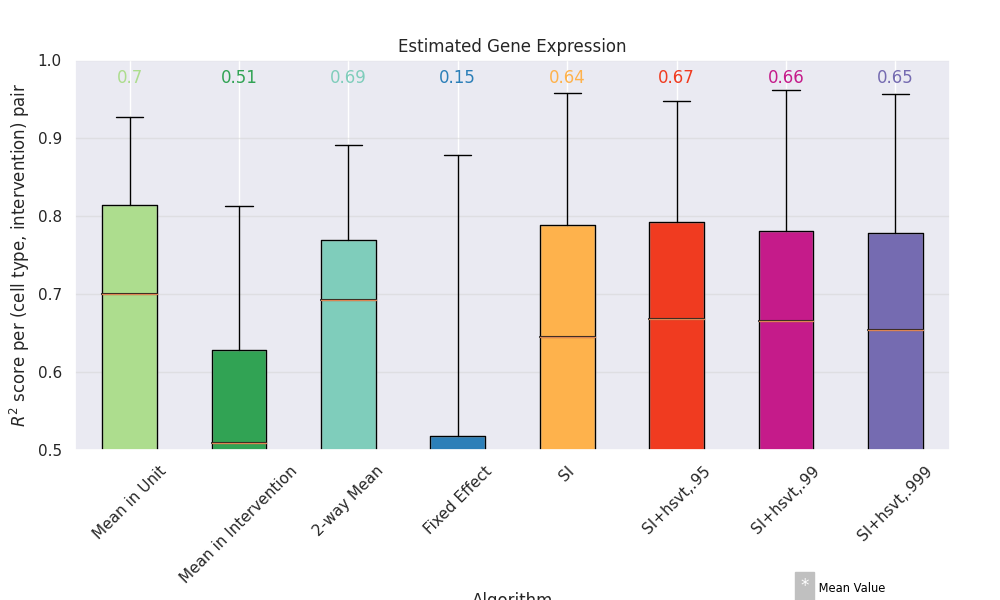 Estimated Gene Expression
R² score per (cell type, intervention) pair
1.0
0.9
0.8
0.7
0.6
0.5
0.7 0.51 0.69 0.15 0.64 0.67 0.66 0.65
Mean in Unit
Mean in Intervention
2-way Mean
Fixed Effect
SI
SI+hsvt,.95
SI+hsvt,.99
SI+hsvt,.999
Algorithm
* Mean Value